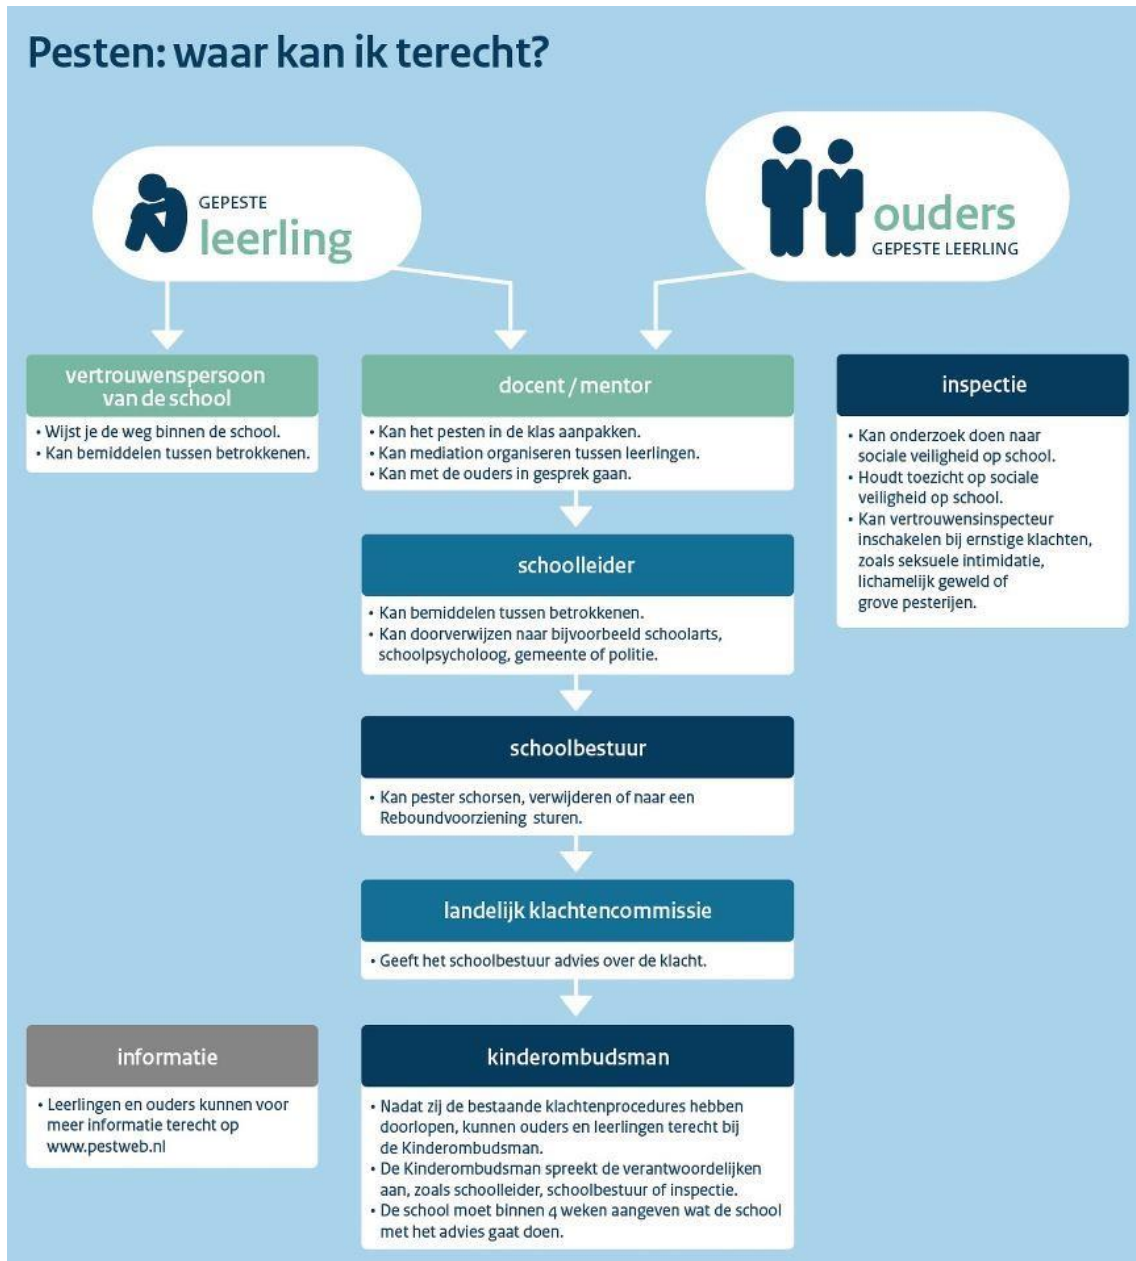 Pesten: waar kan ik terecht?
GEPESTE
leerling
ouders
GEPESTE LEERLING
vertrouwenspersoon
van de school
• Wijst je de weg binnen de school.
• Kan bemiddelen tussen betrokkenen.
docent / mentor
• Kan het pesten in de klas aanpakken.
• Kan mediation organiseren tussen leerlingen.
• Kan met de ouders in gesprek gaan.
inspectie
• Kan onderzoek doen naar
sociale veiligheid op school.
• Houdt toezicht op sociale
veiligheid op school.
• Kan vertrouwensinspecteur
inschakelen bij ernstige klachten,
zoals seksuele intimidatie,
lichamelijk geweld of
grove pesterijen.
schoolleider
• Kan bemiddelen tussen betrokkenen.
• Kan doorverwijzen naar bijvoorbeeld schoolarts,
schoolpsycholoog, gemeente of politie.
schoolbestuur
• Kan pester schorsen, verwijderen of naar een
Reboundvoorziening sturen.
landelijk klachtencommissie
• Geeft het schoolbestuur advies over de klacht.
informatie
• Leerlingen en ouders kunnen voor
meer informatie terecht op
www.pestweb.nl
kinderombudsman
• Nadat zij de bestaande klachtenprocedures hebben
doorlopen, kunnen ouders en leerlingen terecht bij
de Kinderombudsman.
• De Kinderombudsman spreekt de verantwoordelijken
aan, zoals schoolleider, schoolbestuur of inspectie.
• De school moet binnen 4 weken aangeven wat de school
met het advies gaat doen.